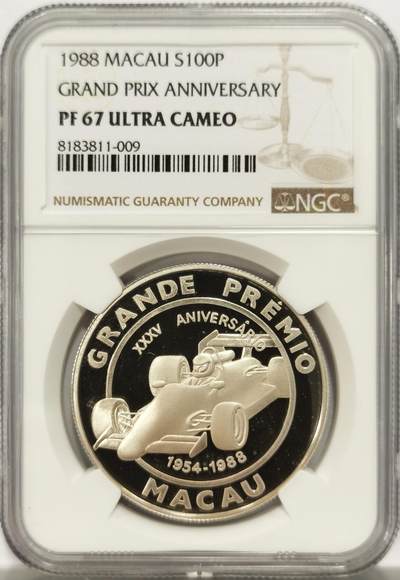 1988 MACAU S100P
GRAND PRIX ANNIVERSARY
PF 67 ULTRA CAMEO
8183811-009
NUMISMATIC GUARANTY COMPANY
NGC®
GRANDE PRÉMIO
XXXV ANIVERSÁRIO
1954-1988
MACAU